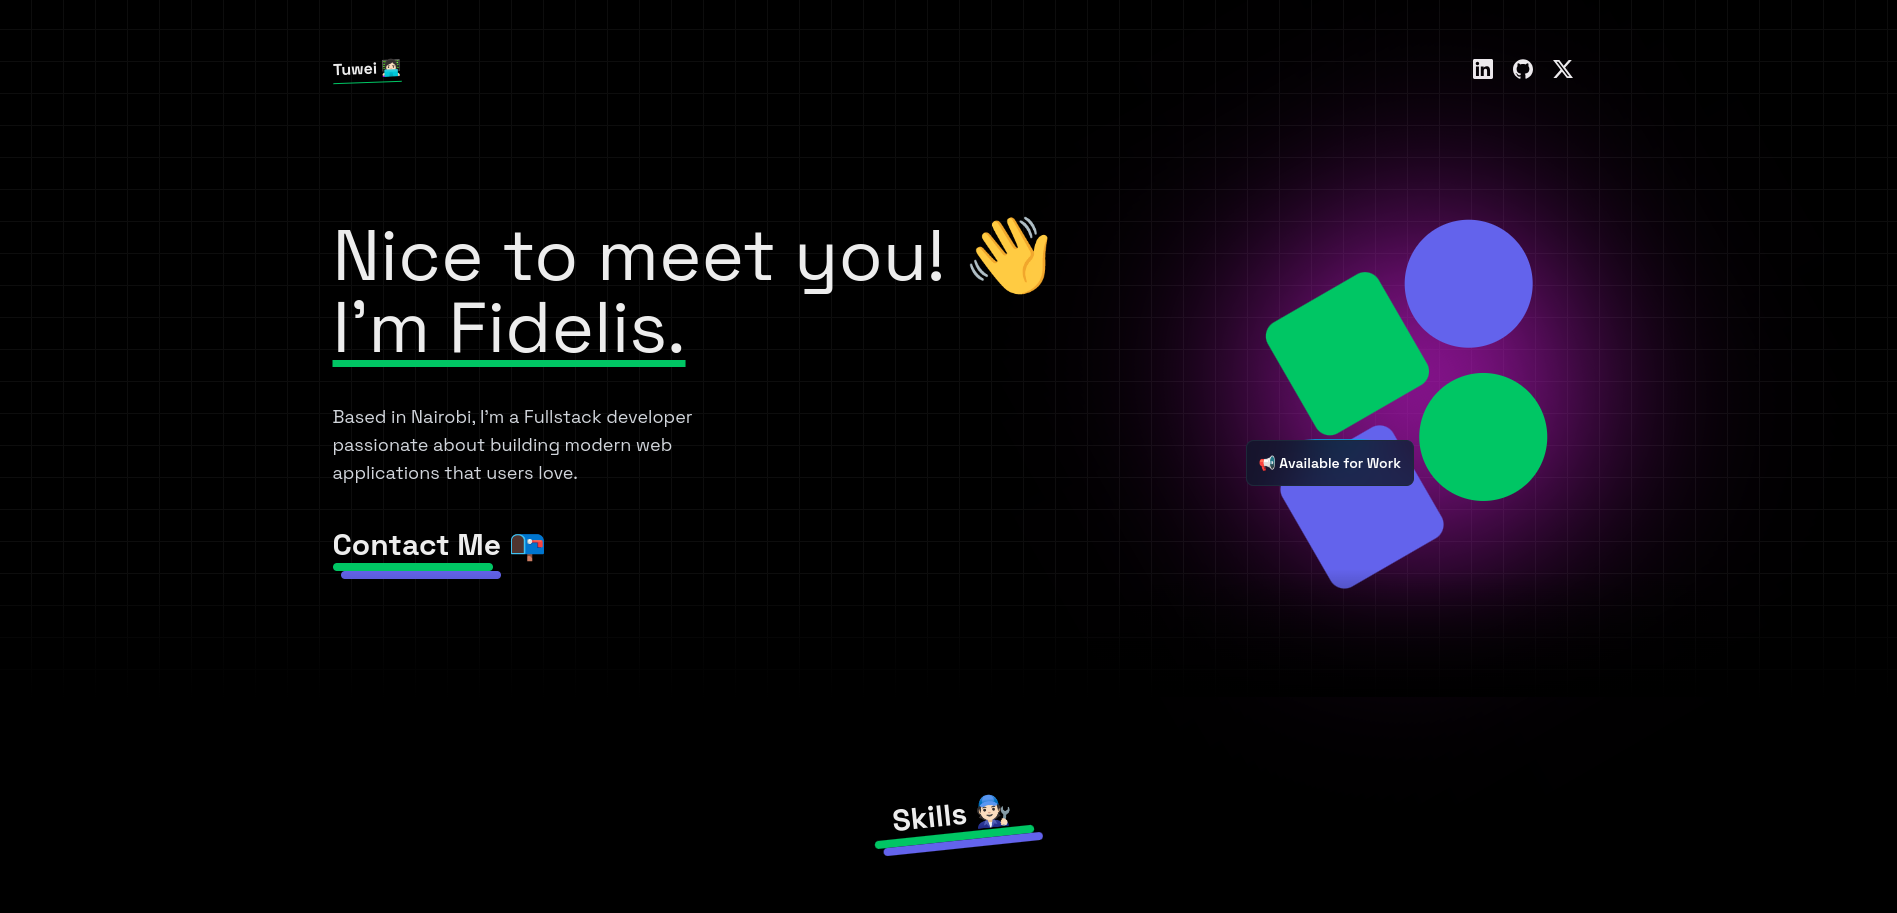 Tuwei 👩🏻‍💻
Nice to meet you! 👋
I'm Fidelis.
Based in Nairobi, I'm a Fullstack developer
passionate about building modern web
applications that users love.
📢 Available for Work
Contact Me 📪
Skills 👨🏻‍🔧